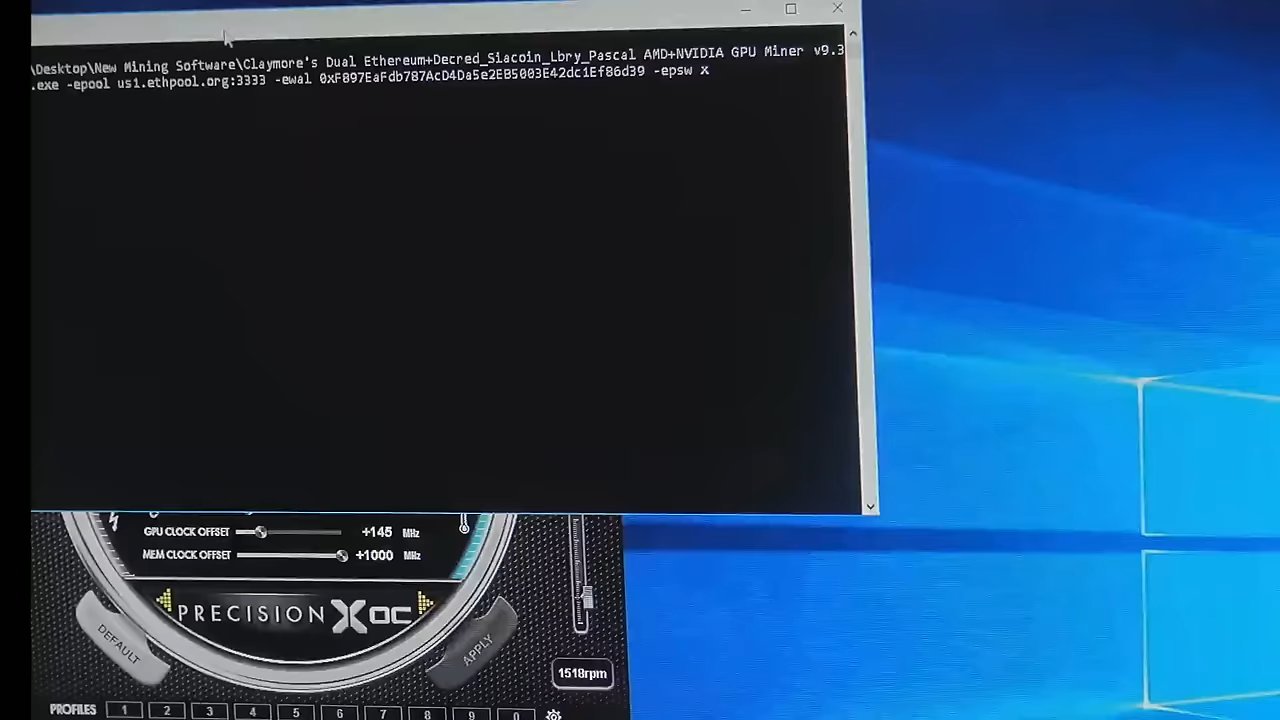 \Desktop\New Mining Software\Claymore's Dual Ethereum+Decred_Siacoin_Lbry_Pascal AMD+NVIDIA GPU Miner v9.3
.exe -epool us1.ethpool.org:3333 -ewal 0xF897EaFdb787AcD4Da5e2EB5003E42dc1Ef86d39 -epsw x
GPU CLOCK OFFSET +145 MHz
MEM CLOCK OFFSET +1000 MHz
PRECISION X OC
DEFAULT
APPLY
1518rpm
PROFILES 1 2 3 4 5 6 7 8 9 0